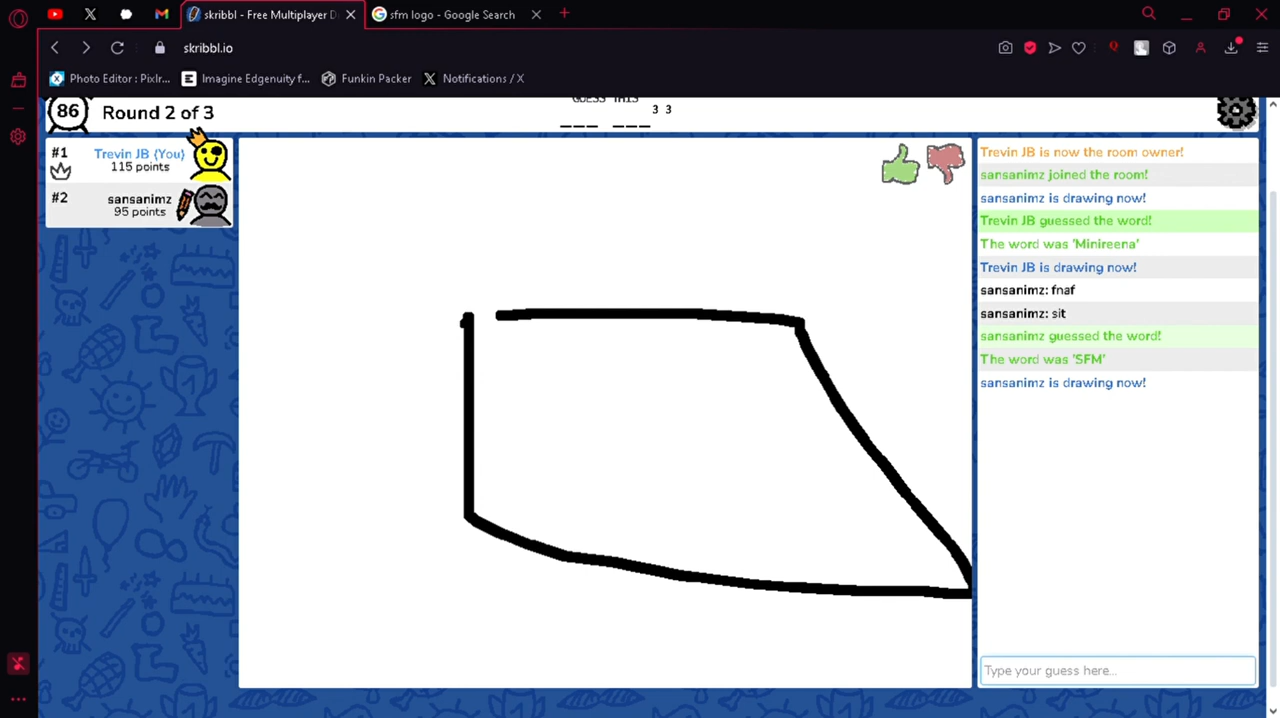 skribbl - Free Multiplayer D
sfm logo - Google Search
skribbl.io
Photo Editor : Pixlr...
Imagine Edgenuity f...
Funkin Packer
Notifications / X
86
Round 2 of 3
GUESS THIS
___ ___ 3 3
#1
Trevin JB (You)
115 points
#2
sansanimz
95 points
Trevin JB is now the room owner!
sansanimz joined the room!
sansanimz is drawing now!
Trevin JB guessed the word!
The word was 'Minireena'
Trevin JB is drawing now!
sansanimz: fnaf
sansanimz: sit
sansanimz guessed the word!
The word was 'SFM'
sansanimz is drawing now!
Type your guess here...